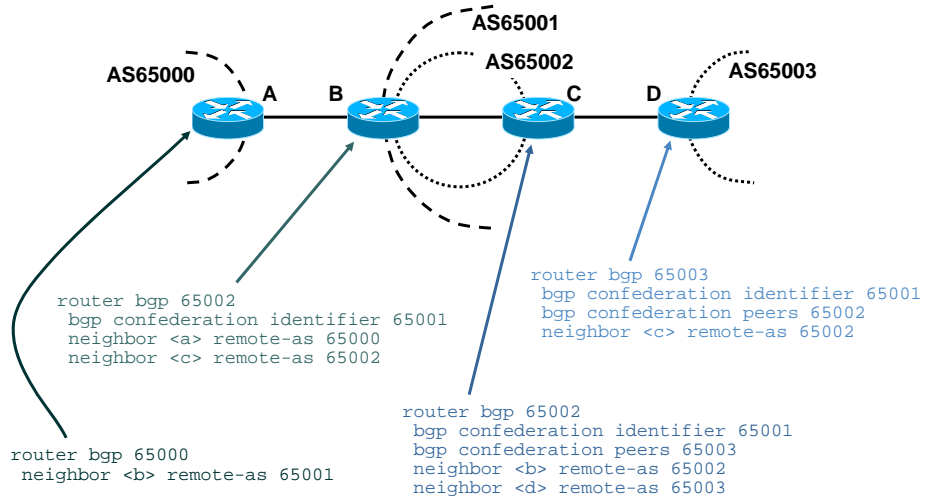 AS65001
AS65002
AS65000
AS65003
A
B
C
D
router bgp 65003
bgp confederation identifier 65001
bgp confederation peers 65002
neighbor <c> remote-as 65002
router bgp 65002
bgp confederation identifier 65001
neighbor <a> remote-as 65000
neighbor <c> remote-as 65002
router bgp 65002
bgp confederation identifier 65001
bgp confederation peers 65003
neighbor <b> remote-as 65002
neighbor <d> remote-as 65003
router bgp 65000
neighbor <b> remote-as 65001